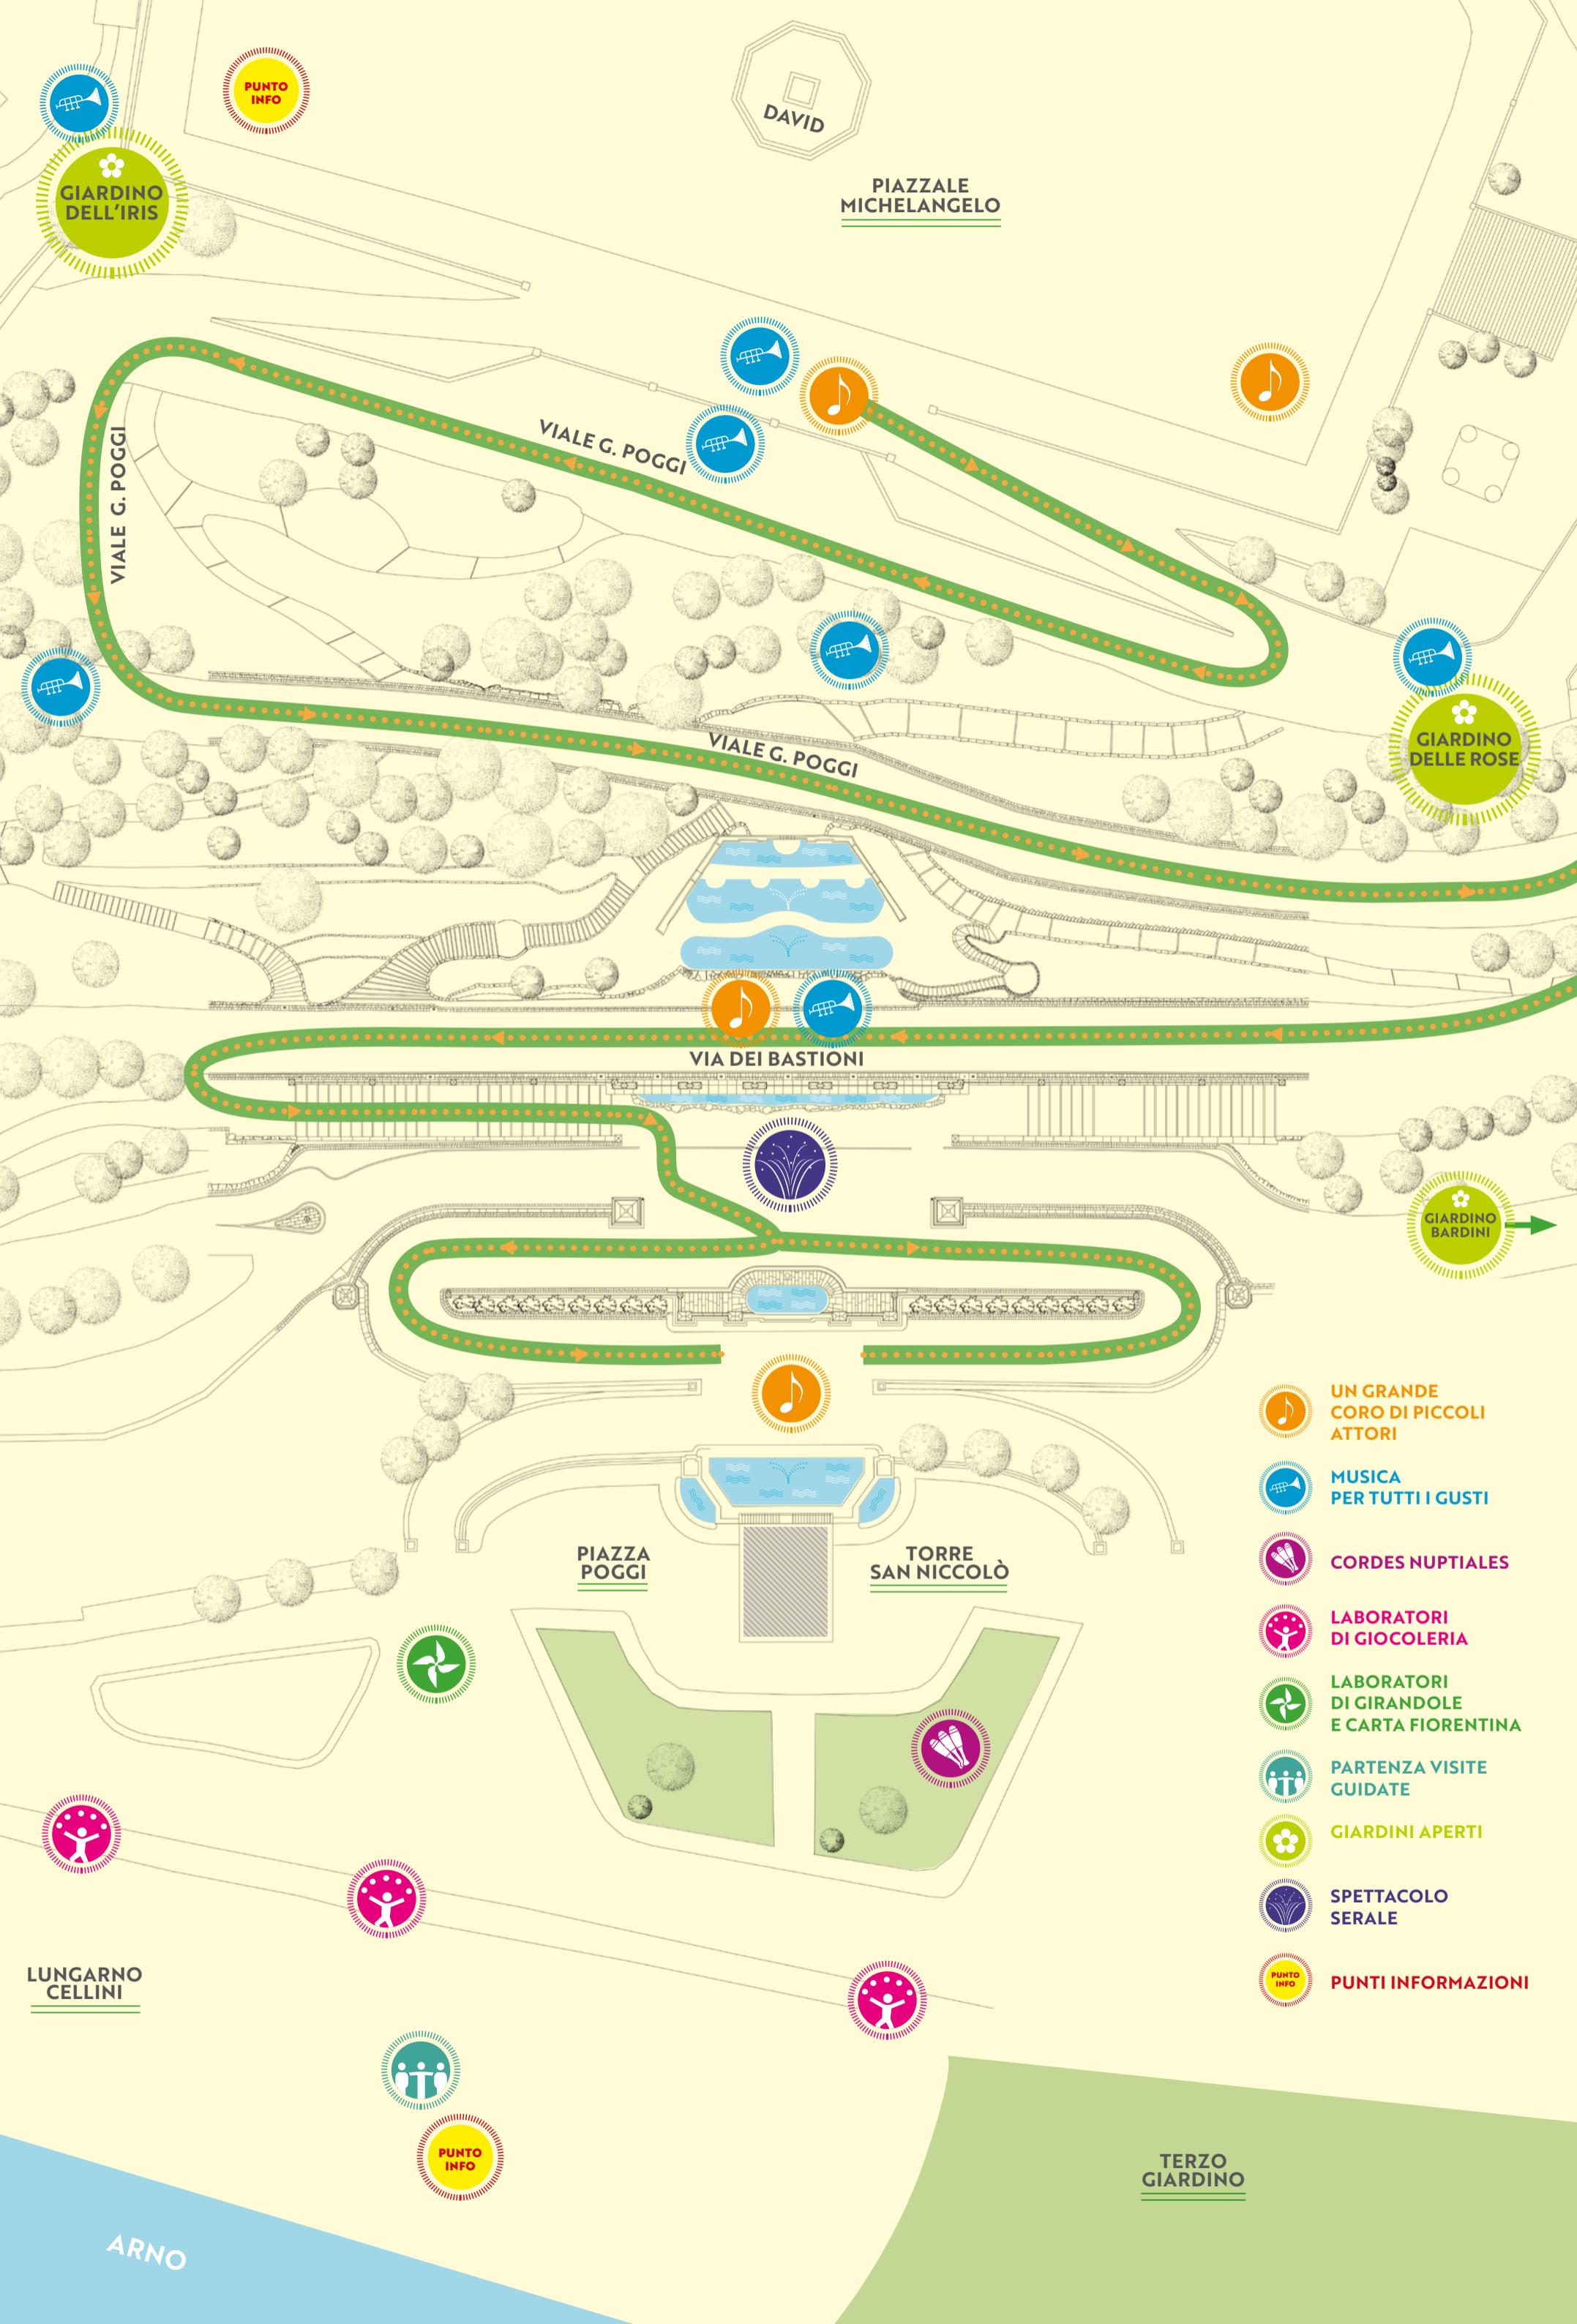 PUNTO
INFO
DAVID
GIARDINO
DELL'IRIS
PIAZZALE
MICHELANGELO
VIALE G. POGGI
VIALE G. POGGI
VIALE G. POGGI
GIARDINO
DELLE ROSE
VIA DEI BASTIONI
GIARDINO
BARDINI
PIAZZA
POGGI
TORRE
SAN NICCOLÒ
UN GRANDE
CORO DI PICCOLI
ATTORI
MUSICA
PER TUTTI I GUSTI
CORDES NUPTIALES
LABORATORI
DI GIOCOLERIA
LABORATORI
DI GIRANDOLE
E CARTA FIORENTINA
PARTENZA VISITE
GUIDATE
GIARDINI APERTI
SPETTACOLO
SERALE
PUNTO
INFO
PUNTI INFORMAZIONI
LUNGARNO
CELLINI
PUNTO
INFO
TERZO
GIARDINO
ARNO